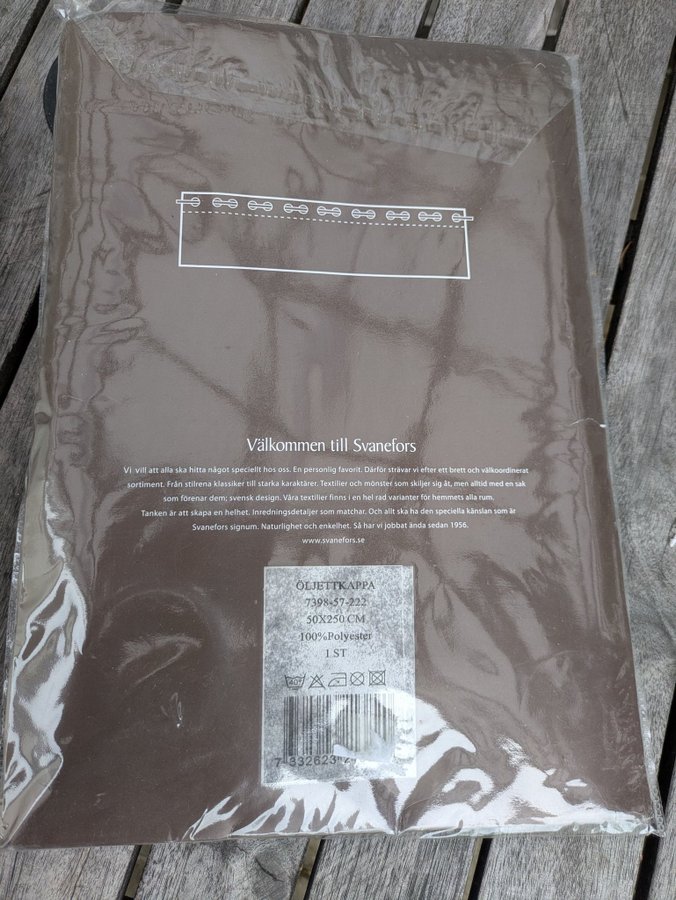 Välkommen till Svanefors
Vi vill att alla ska hitta något speciellt hos oss. En personlig favorit. Därför strävar vi efter ett brett och välkoordinerat
sortiment. Från stilrena klassiker till starka karaktärer. Textilier och mönster som skiljer sig åt, men alltid med en sak
som förenar dem; svensk design. Våra textilier finns i en hel rad varianter för hemmets alla rum.
Tanken är att skapa en helhet. Inredningsdetaljer som matchar. Och allt ska ha den speciella känslan som är
Svanefors signum. Naturlighet och enkelhet. Så har vi jobbat ända sedan 1956.
www.svanefors.se
ÖLJETTKAPPA
7398-57-222
50X250 CM
100%Polyester
1 ST
7 332623